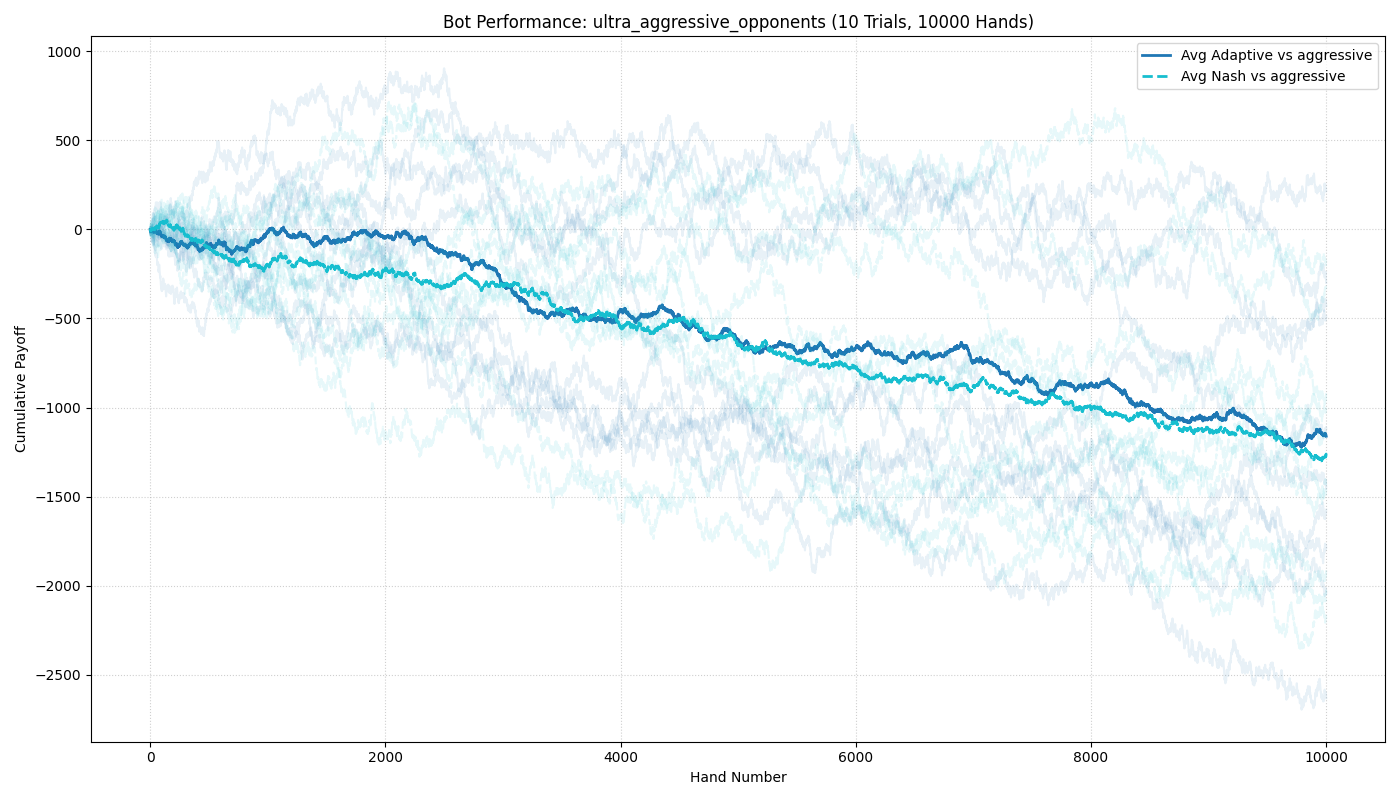 Bot Performance: ultra_aggressive_opponents (10 Trials, 10000 Hands)
Avg Adaptive vs aggressive
Avg Nash vs aggressive
Cumulative Payoff
1000
500
0
−500
−1000
−1500
−2000
−2500
0 2000 4000 6000 8000 10000
Hand Number